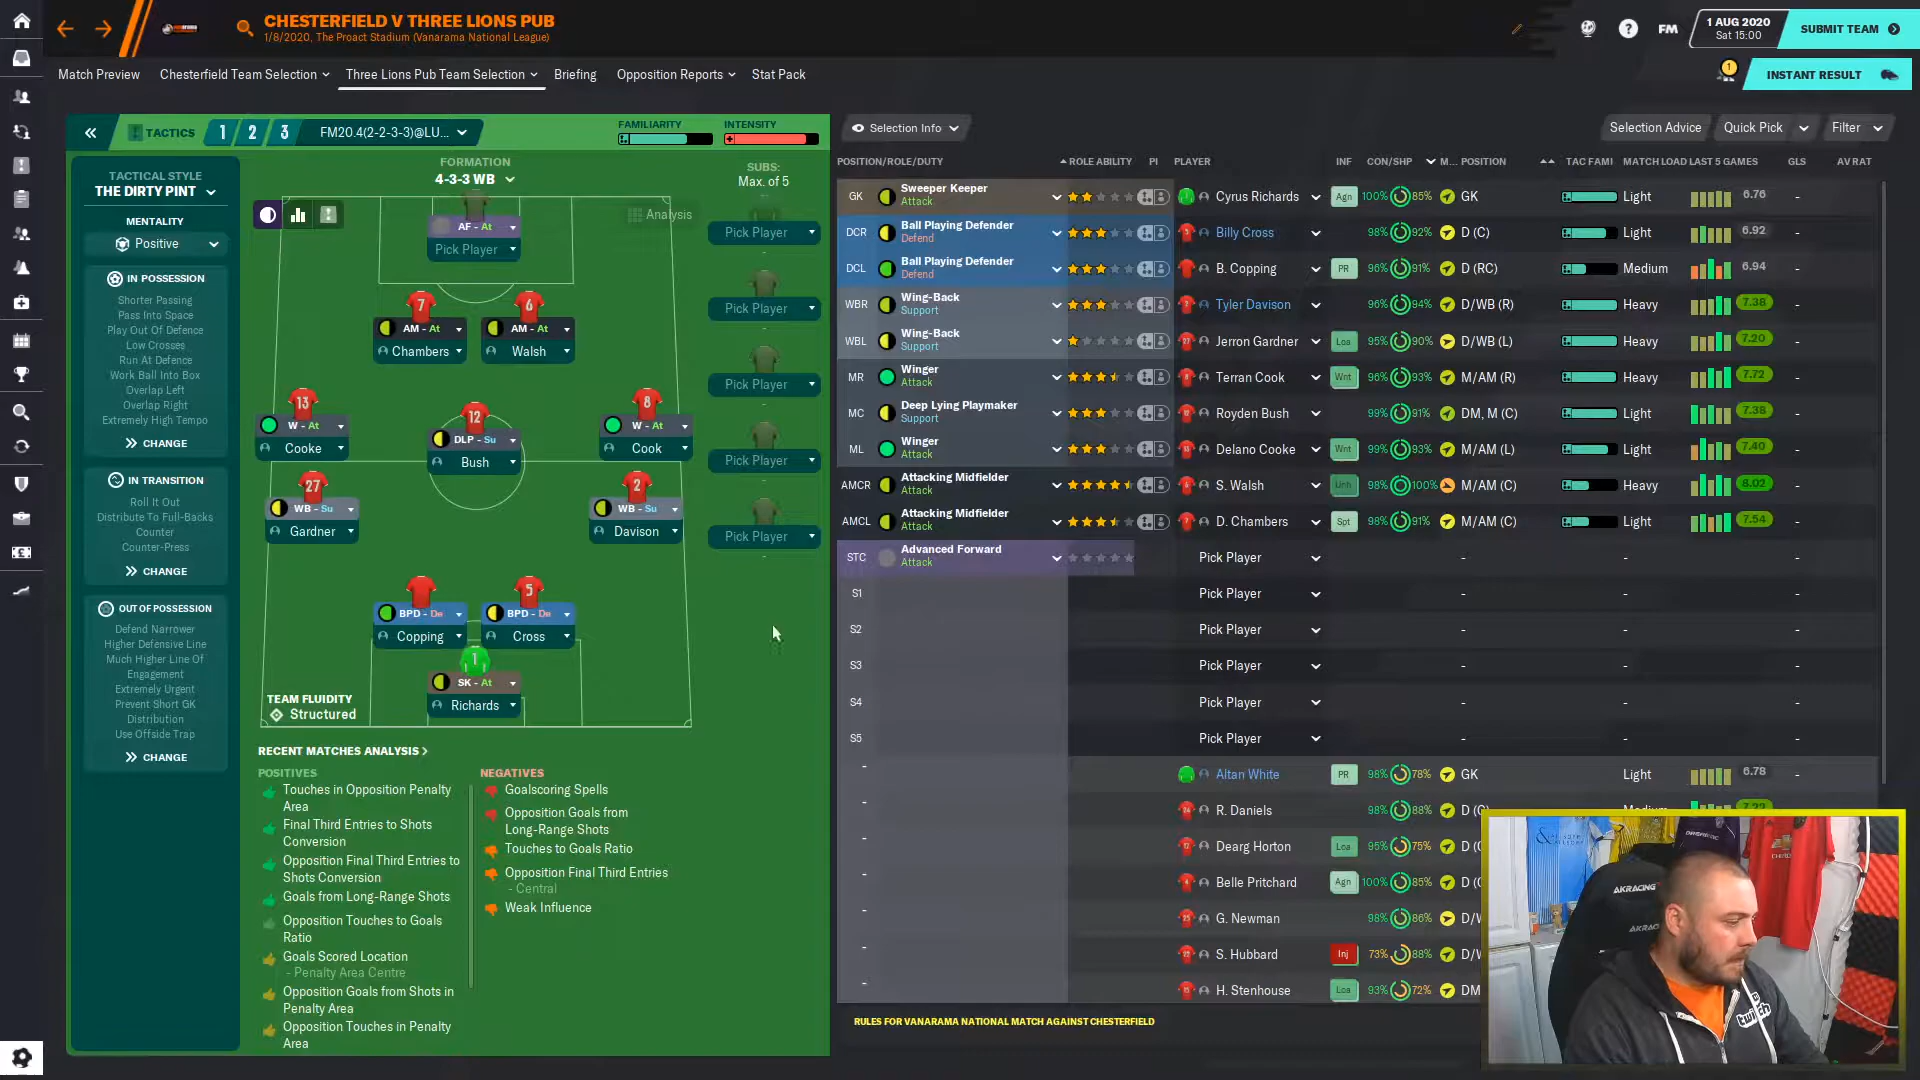 CHESTERFIELD V THREE LIONS PUB
1/8/2020, The Proact Stadium (Vanarama National League)
FM
1 AUG 2020
Sat 15:00
SUBMIT TEAM
Match Preview
Chesterfield Team Selection
Three Lions Pub Team Selection
Briefing
Opposition Reports
Stat Pack
1
INSTANT RESULT
TACTICS
1
2
3
FM20.4(2-2-3-3)@LU...
FAMILIARITY
INTENSITY
TACTICAL STYLE
THE DIRTY PINT
MENTALITY
Positive
IN POSSESSION
Shorter Passing
Pass Into Space
Play Out Of Defence
Low Crosses
Run At Defence
Work Ball Into Box
Overlap Left
Overlap Right
Extremely High Tempo
CHANGE
IN TRANSITION
Roll It Out
Distribute To Full-Backs
Counter
Counter-Press
CHANGE
OUT OF POSSESSION
Defend Narrower
Higher Defensive Line
Much Higher Line Of
Engagement
Extremely Urgent
Prevent Short GK
Distribution
Use Offside Trap
CHANGE
FORMATION
4-3-3 WB
Analysis
AF - At
Pick Player
7
AM - At
Chambers
6
AM - At
Walsh
13
W - At
Cooke
12
DLP - Su
Bush
8
W - At
Cook
27
WB - Su
Gardner
2
WB - Su
Davison
BPD - De
Copping
5
BPD - De
Cross
1
SK - At
Richards
TEAM FLUIDITY
Structured
SUBS:
Max. of 5
Pick Player
-
Pick Player
-
Pick Player
-
Pick Player
-
Pick Player
-
RECENT MATCHES ANALYSIS
POSITIVES
Touches in Opposition Penalty
Area
Final Third Entries to Shots
Conversion
Opposition Final Third Entries to
Shots Conversion
Goals from Long-Range Shots
Opposition Touches to Goals
Ratio
Goals Scored Location
- Penalty Area Centre
Opposition Goals from Shots in
Penalty Area
Opposition Touches in Penalty
Area
NEGATIVES
Goalscoring Spells
Opposition Goals from
Long-Range Shots
Touches to Goals Ratio
Opposition Final Third Entries
- Central
Weak Influence
Selection Info
Selection Advice
Quick Pick
Filter
POSITION/ROLE/DUTY ROLE ABILITY PI PLAYER INF CON/SHP M... POSITION TAC FAMI MATCH LOAD LAST 5 GAMES GLS AV RAT
GK Sweeper Keeper Attack Cyrus Richards Agn 100% 85% GK Light 6.76 -
DCR Ball Playing Defender Defend Billy Cross 98% 92% D (C) Light 6.92 -
DCL Ball Playing Defender Defend B. Copping PR 96% 91% D (RC) Medium 6.94 -
WBR Wing-Back Support Tyler Davison 96% 94% D/WB (R) Heavy 7.38 -
WBL Wing-Back Support Jerron Gardner Loa 95% 90% D/WB (L) Heavy 7.20 -
MR Winger Attack Terran Cook Wnt 96% 93% M/AM (R) Heavy 7.72 -
MC Deep Lying Playmaker Support Royden Bush 99% 91% DM, M (C) Light 7.38 -
ML Winger Attack Delano Cooke Wnt 99% 93% M/AM (L) Light 7.40 -
AMCR Attacking Midfielder Attack S. Walsh Unh 98% 100% M/AM (C) Heavy 8.02 -
AMCL Attacking Midfielder Attack D. Chambers Spt 98% 91% M/AM (C) Light 7.54 -
STC Advanced Forward Attack Pick Player - - -
S1 Pick Player - - -
S2 Pick Player - - -
S3 Pick Player - - -
S4 Pick Player - - -
S5 Pick Player - - -
- Altan White PR 98% 78% GK Light 6.78 -
- R. Daniels 98% 88%
- Dearg Horton Loa 95% 75%
- Belle Pritchard Agn 100% 85%
- G. Newman 98% 86%
- S. Hubbard Inj 73% 88%
- H. Stenhouse Loa 93% 72% DM
RULES FOR VANARAMA NATIONAL MATCH AGAINST CHESTERFIELD
AKRACING
twitch